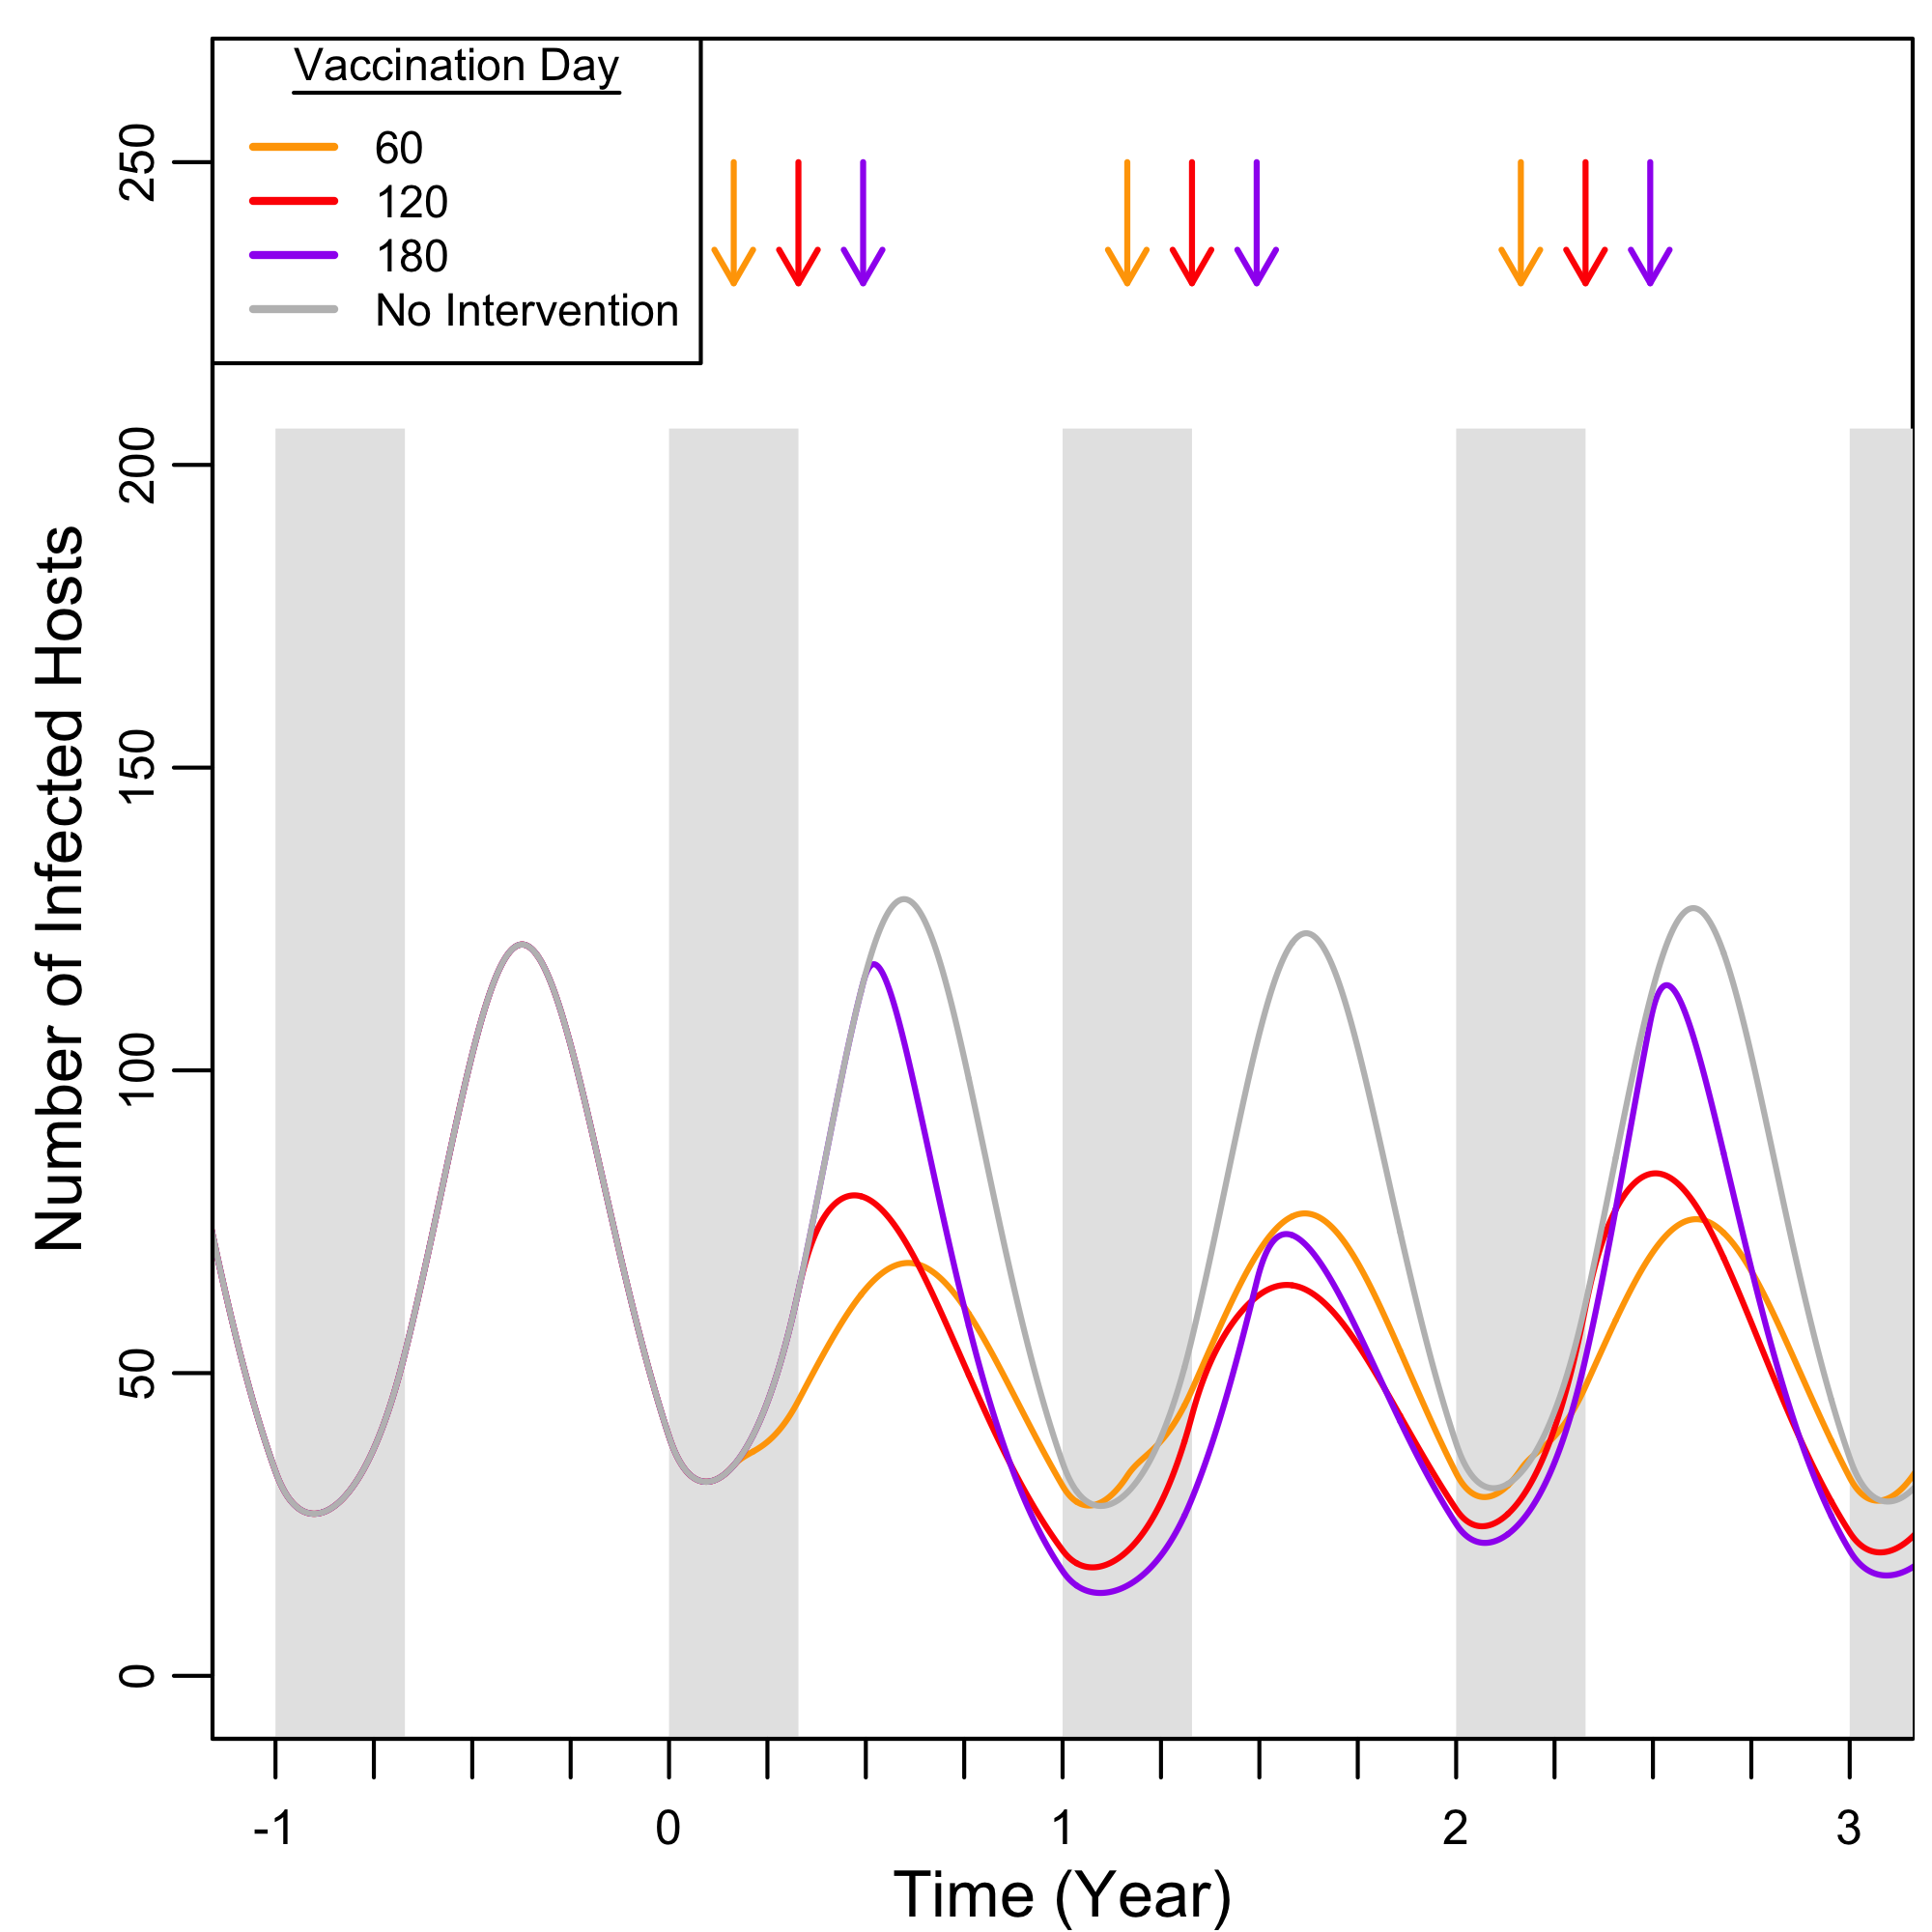 Vaccination Day
60
120
180
No Intervention
250
200
150
100
50
0
Number of Infected Hosts
-1 0 1 2 3
Time (Year)